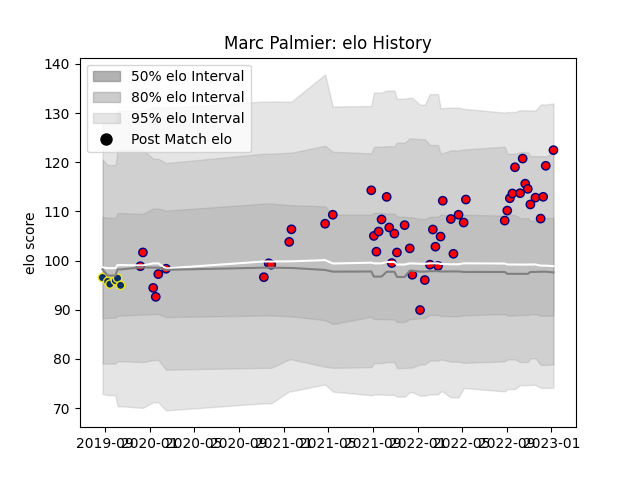 Marc Palmier: elo History
50% elo Interval
80% elo Interval
95% elo Interval
Post Match elo
elo score
140
130
120
110
100
90
80
70
2019-09 2020-01 2020-05 2020-09 2021-01 2021-05 2021-09 2022-01 2022-05 2022-09 2023-01